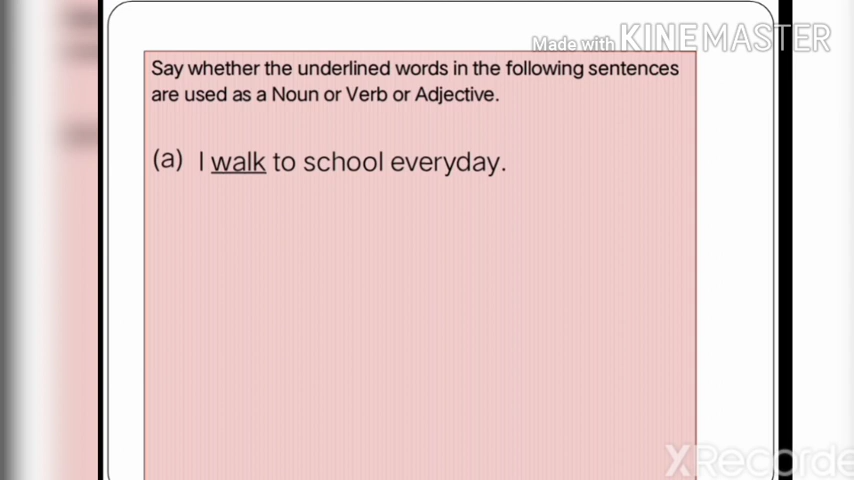 Made with KINEMASTER
Say whether the underlined words in the following sentences
are used as a Noun or Verb or Adjective.
(a) I walk to school everyday.
XRecorde